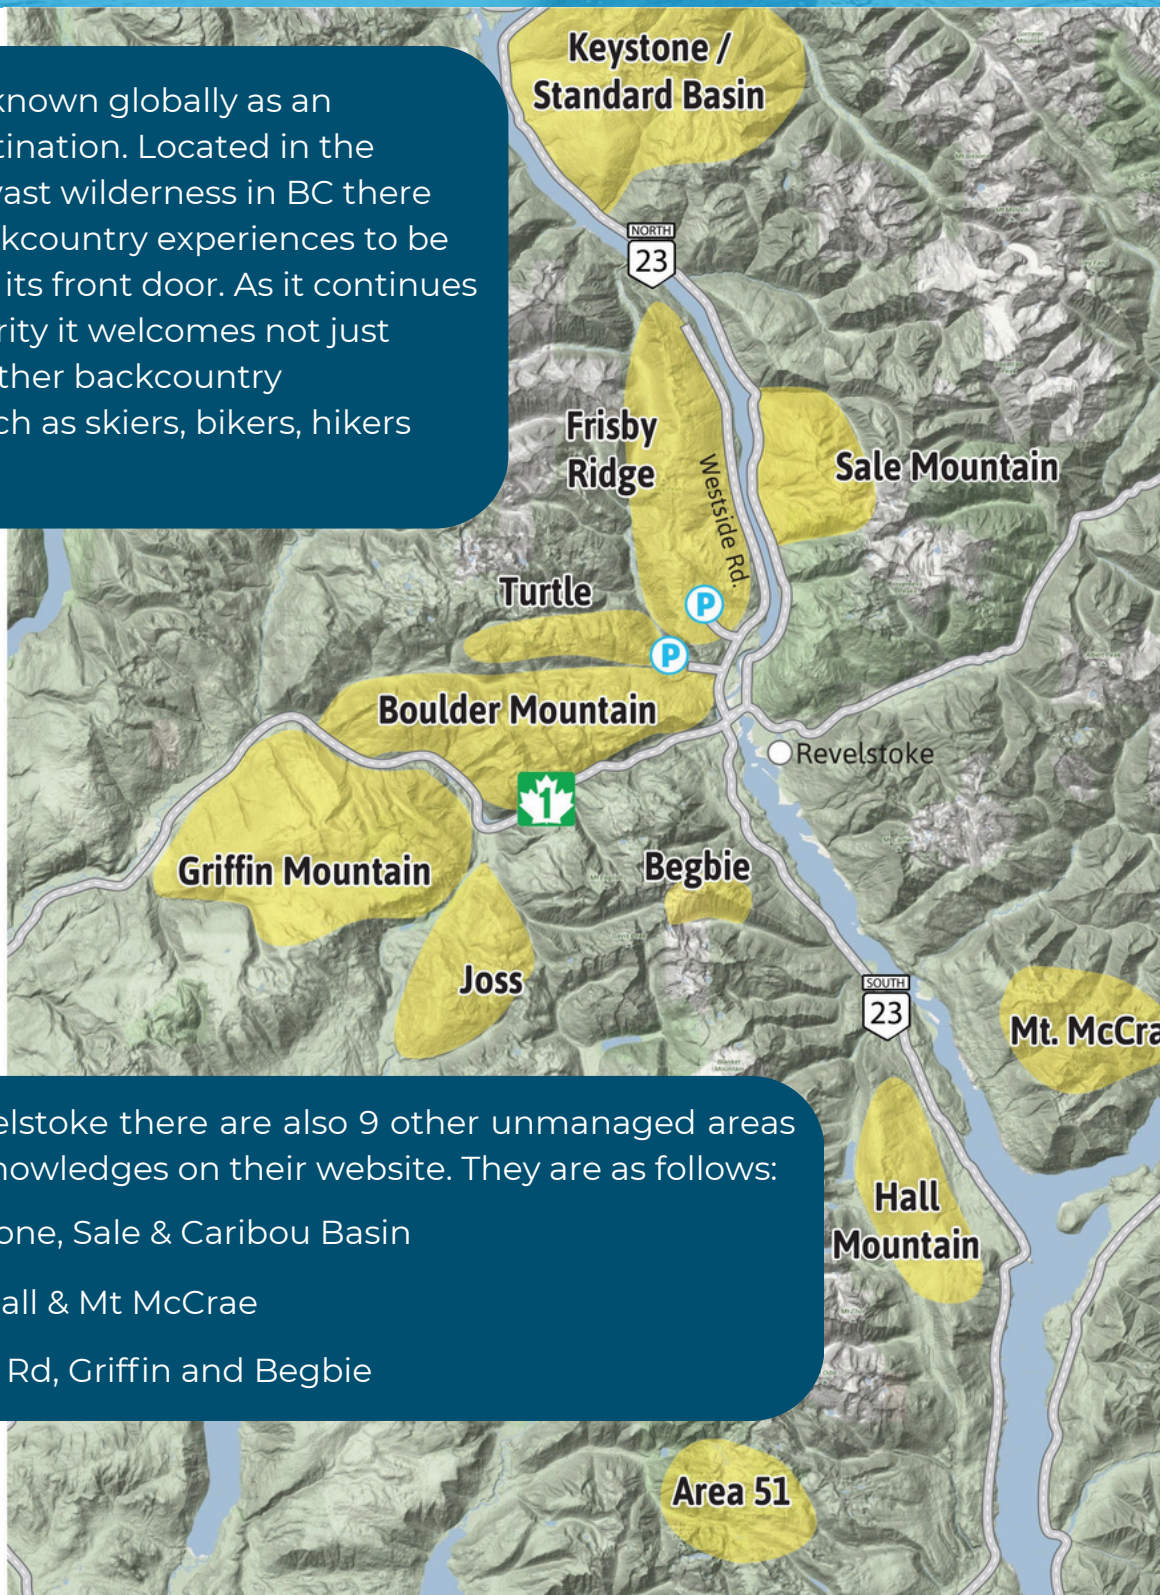 known globally as an
tination. Located in the
vast wilderness in BC there
kcountry experiences to be
its front door. As it continues
rity it welcomes not just
ther backcountry
ch as skiers, bikers, hikers
Keystone /
Standard Basin
NORTH
23
Frisby
Ridge
Westside Rd.
Sale Mountain
Turtle
P
P
Boulder Mountain
Revelstoke
1
Griffin Mountain
Begbie
Joss
SOUTH
23
Mt. McCra
elstoke there are also 9 other unmanaged areas
nowledges on their website. They are as follows:
one, Sale & Caribou Basin
all & Mt McCrae
Rd, Griffin and Begbie
Hall
Mountain
Area 51